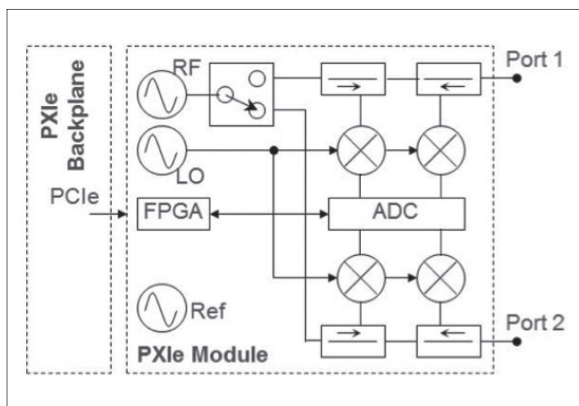 PXIe
Backplane
PCIe
RF
LO
FPGA
ADC
Ref
PXIe Module
Port 1
Port 2